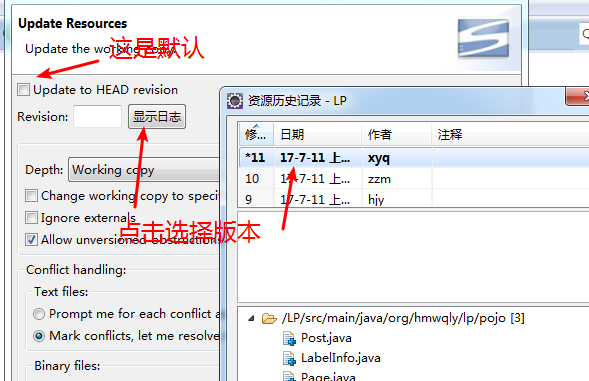 Update Resources
Update the working copy
这是默认
Update to HEAD revision
Revision:
显示日志
Depth:
Working copy
Change working copy to speci
Ignore externals
Allow unversioned obstructions
点击选择版本
Conflict handling:
Text files:
Prompt me for each conflict a
Mark conflicts, let me resolve
Binary files:
资源历史记录 - LP
修... 日期 作者 注释
*11 17-7-11 上... xyq
10 17-7-11 上... zzm
9 17-7-11 上... hjy
/LP/src/main/java/org/hmwqly/lp/pojo [3]
Post.java
LabelInfo.java
Page.java